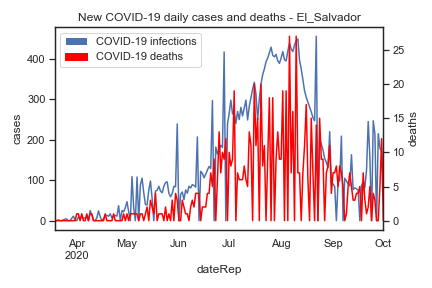 New COVID-19 daily cases and deaths - El_Salvador
COVID-19 infections
COVID-19 deaths
cases
400
300
200
100
0
deaths
25
20
15
10
5
0
Apr
2020
May
Jun
Jul
Aug
Sep
Oct
dateRep